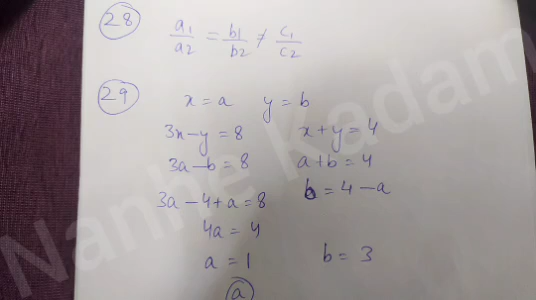 28 a1/a2 = b1/b2 ≠ c1/c2
29 x = a y = b
3x - y = 8 x + y = 4
3a - b = 8 a + b = 4
3a - 4 + a = 8 b = 4 - a
4a = 4
a = 1 b = 3
a
Nanhe Kadam